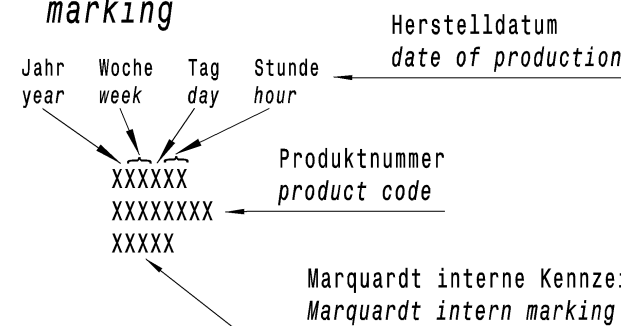 marking
Herstelldatum
date of production
Jahr Woche Tag Stunde
year week day hour
XXXXXX
Produktnummer
product code
XXXXXXXX
XXXXX
Marquardt interne
Marquardt intern marking